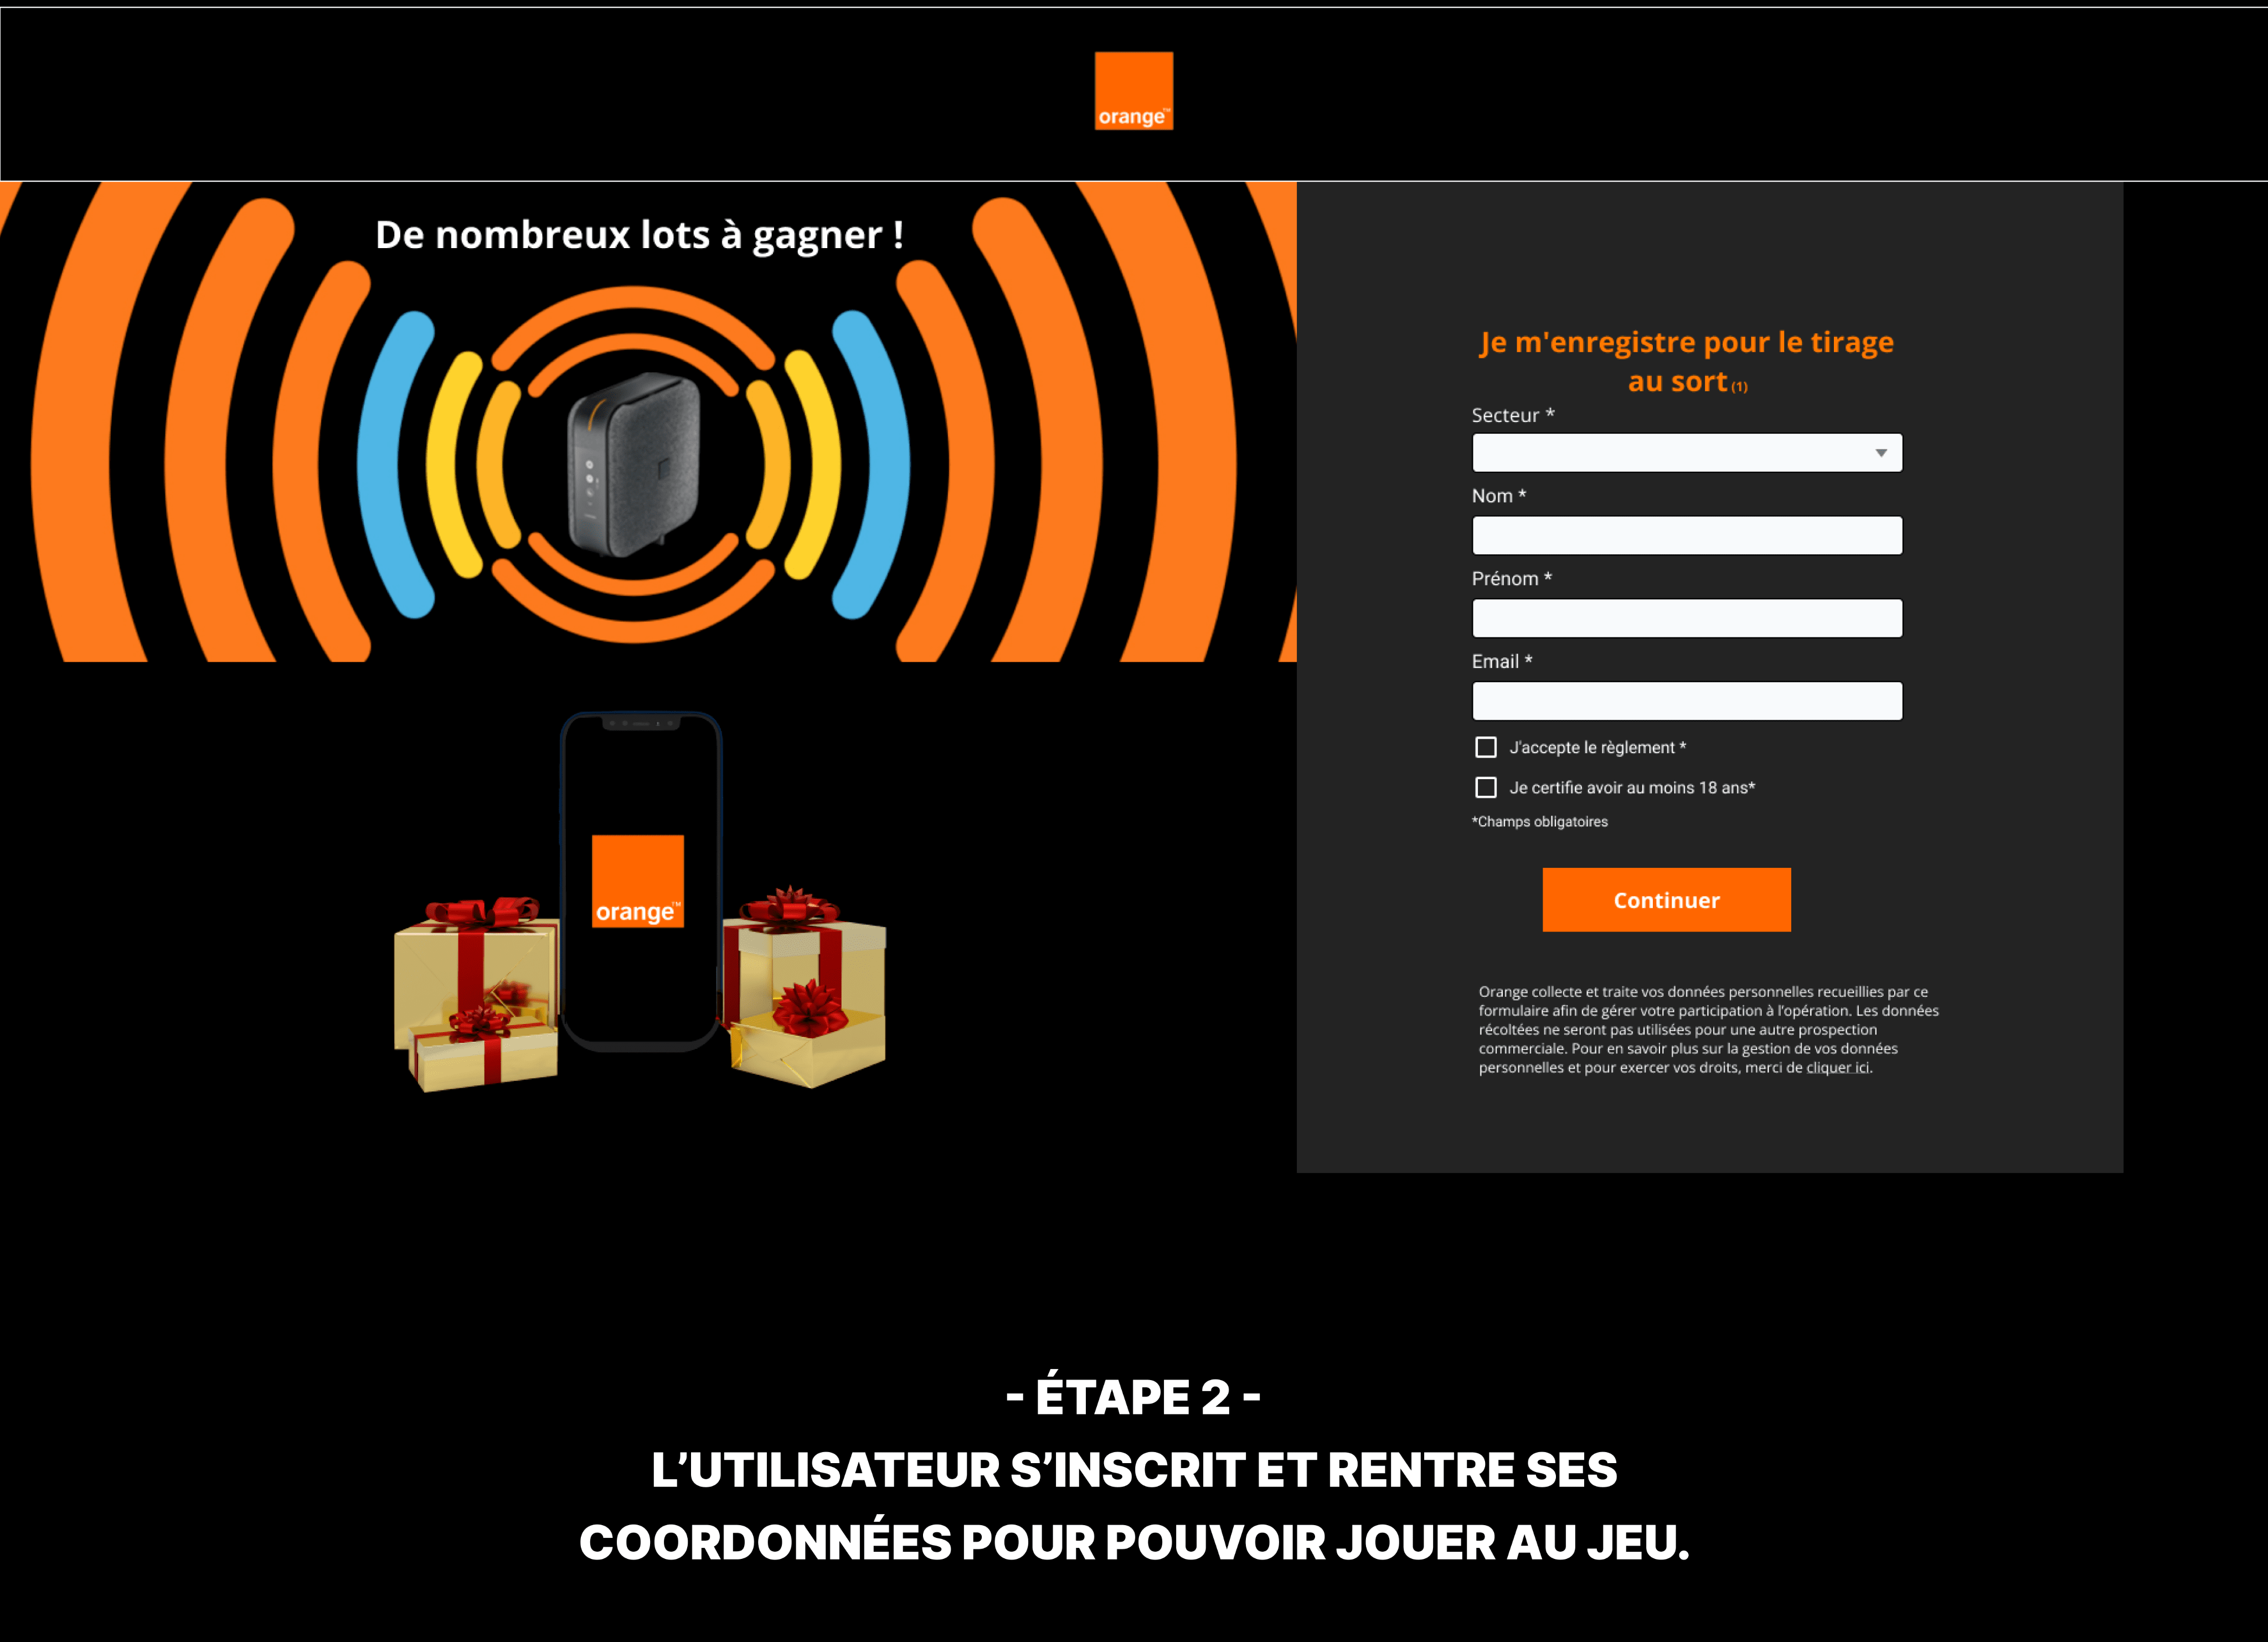 orange™
De nombreux lots à gagner !
orange™
Je m'enregistre pour le tirage
au sort (1)
Secteur *
Nom *
Prénom *
Email *
J'accepte le règlement *
Je certifie avoir au moins 18 ans*
*Champs obligatoires
Continuer
Orange collecte et traite vos données personnelles recueillies par ce
formulaire afin de gérer votre participation à l'opération. Les données
récoltées ne seront pas utilisées pour une autre prospection
commerciale. Pour en savoir plus sur la gestion de vos données
personnelles et pour exercer vos droits, merci de cliquer ici.
- ÉTAPE 2 -
L’UTILISATEUR S’INSCRIT ET RENTRE SES
COORDONNÉES POUR POUVOIR JOUER AU JEU.